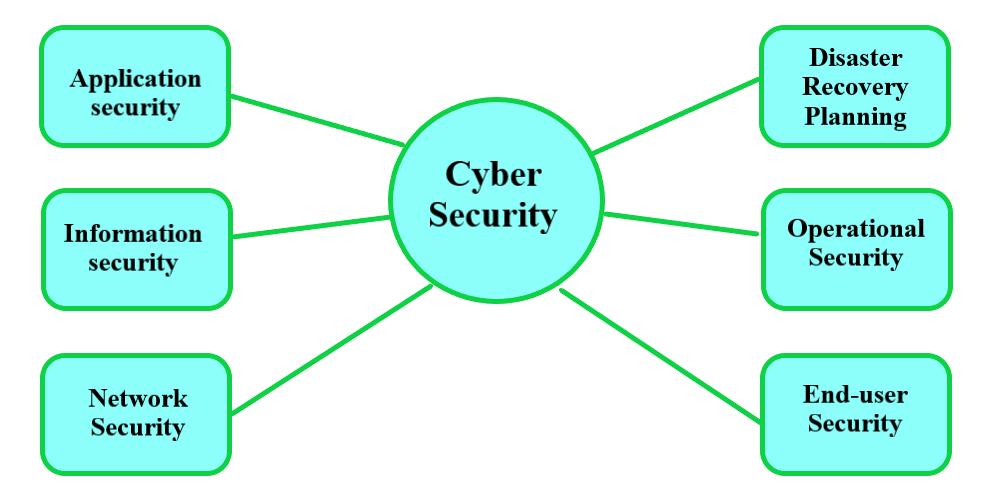 Application
security
Information
security
Network
Security
Cyber
Security
Disaster
Recovery
Planning
Operational
Security
End-user
Security